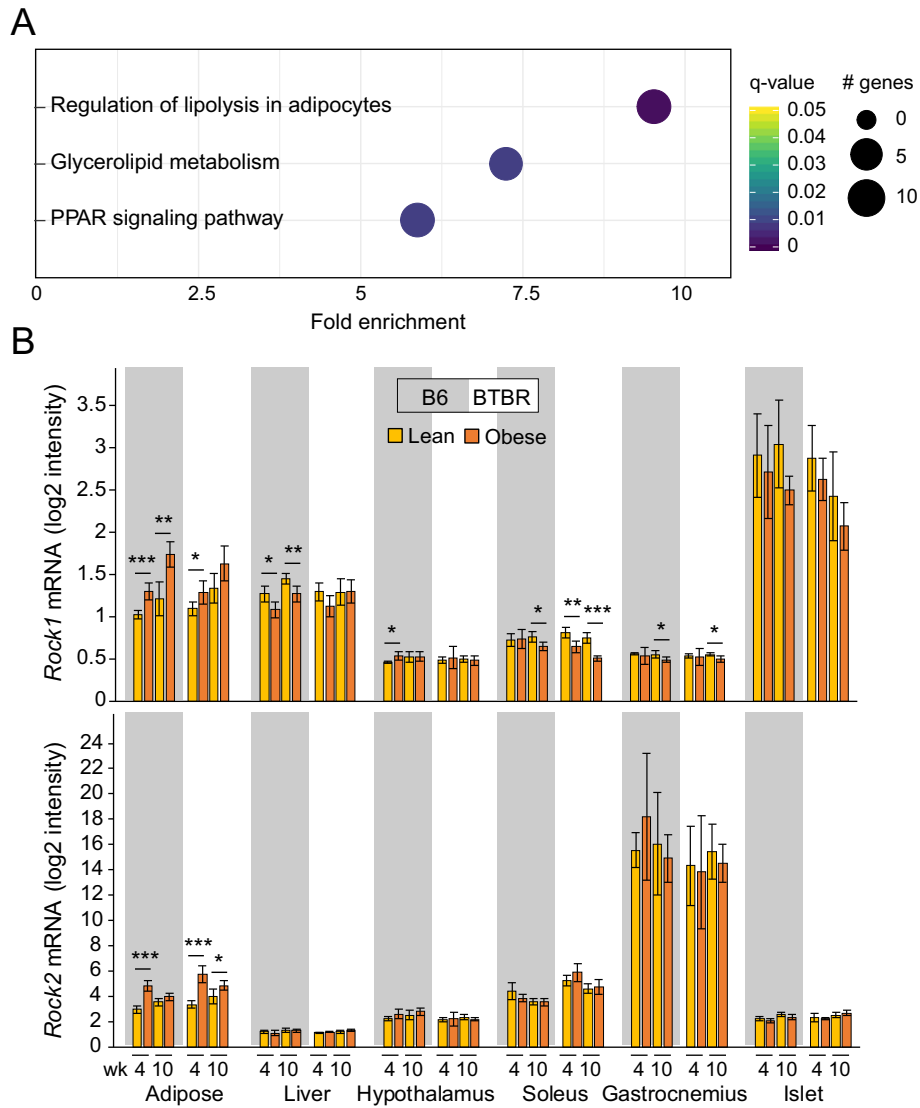 A
Regulation of lipolysis in adipocytes
Glycerolipid metabolism
PPAR signaling pathway
0 2.5 5 7.5 10
Fold enrichment
q-value
0.05
0.04
0.03
0.02
0.01
0
# genes
0
5
10
B
Rock1 mRNA (log2 intensity)
3.5
3
2.5
2
1.5
1
0.5
0
B6 BTBR
Lean Obese
*** ** * * ** * * ** *** * *
Rock2 mRNA (log2 intensity)
24
22
20
18
16
14
12
10
8
6
4
2
0
*** *** *
wk 4 10 4 10 4 10 4 10 4 10 4 10 4 10 4 10 4 10 4 10 4 10 4 10
Adipose Liver Hypothalamus Soleus Gastrocnemius Islet